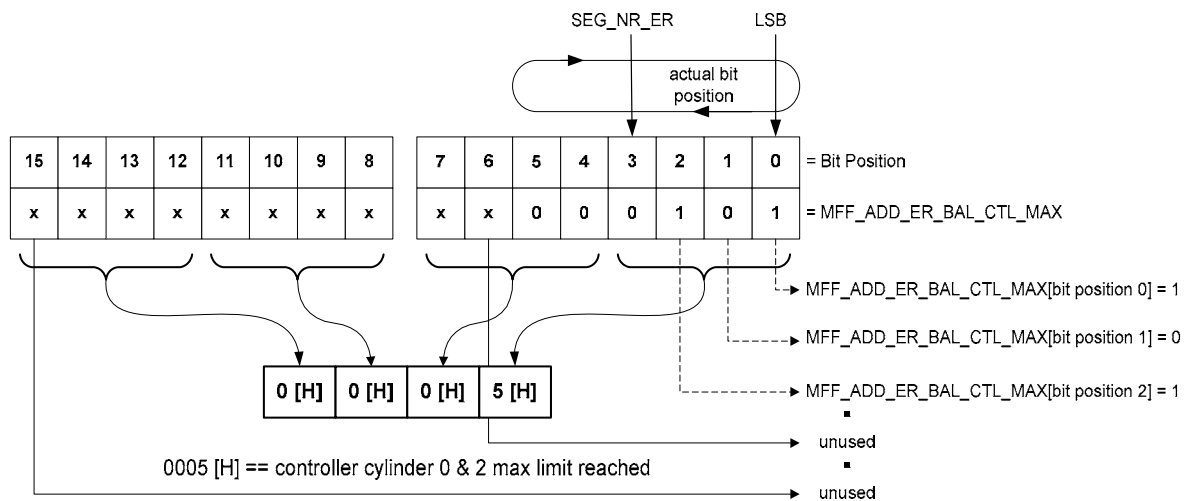 SEG_NR_ER LSB
actual bit
position
15 14 13 12 11 10 9 8 7 6 5 4 3 2 1 0 = Bit Position
x x x x x x x x x x 0 0 0 1 0 1 = MFF_ADD_ER_BAL_CTL_MAX
MFF_ADD_ER_BAL_CTL_MAX[bit position 0] = 1
MFF_ADD_ER_BAL_CTL_MAX[bit position 1] = 0
0 [H] 0 [H] 0 [H] 5 [H]
MFF_ADD_ER_BAL_CTL_MAX[bit position 2] = 1
unused
0005 [H] == controller cylinder 0 & 2 max limit reached
unused